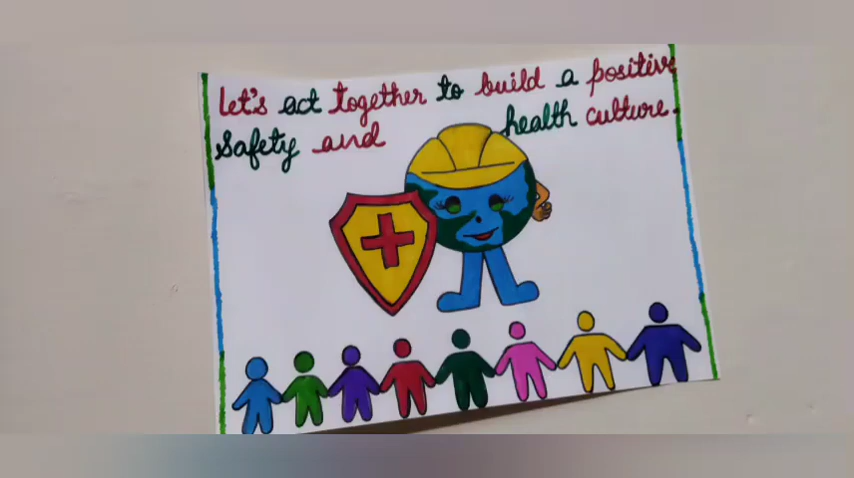 Let's act together to build a positive
safety and health culture.